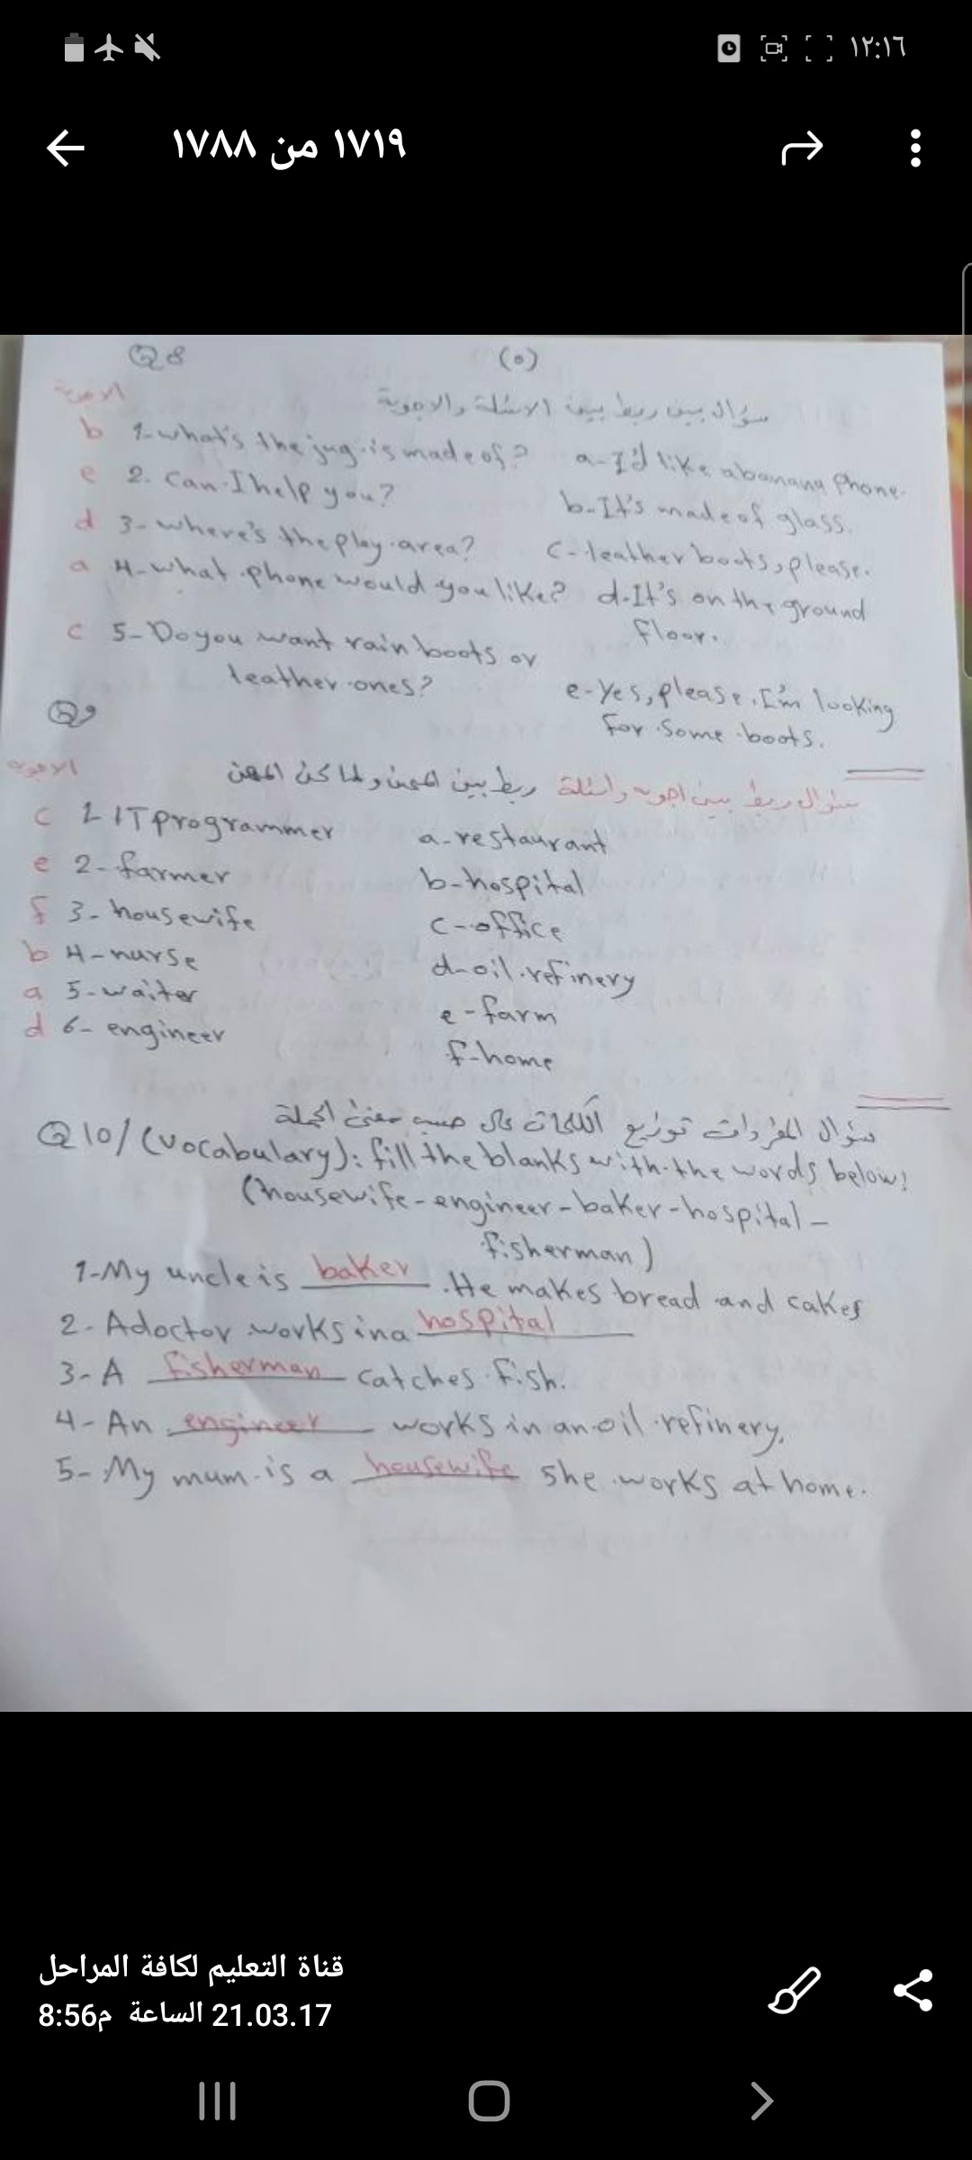 ١٢:١٦
١٧١٩ من ١٧٨٨
Q8 (٥)
الاجوبة
سؤال بين ربط بين الاسئلة والاجوبة
b 1-what's the jug is made of? a-I'd like a banana phone.
e 2. Can I help you? b-It's made of glass.
d 3-where's the play area? c-leather boots, please.
a 4-what phone would you like? d-It's on the ground
floor.
c 5-Do you want rain boots or
leather ones? e-yes, please. I'm looking
for some boots.
Q9
الاجوبة
سؤال ربط بين اجوبه واسئلة ربط بين المهن واماكن المهن
c 1-IT programmer a-restaurant
e 2-farmer b-hospital
f 3-housewife c-office
b 4-nurse d-oil refinery
a 5-waiter e-farm
d 6-engineer f-home
سؤال المفردات توزيع الكلمات على حسب معنى الجملة
Q10/(vocabulary): fill the blanks with the words below!
(housewife-engineer-baker-hospital-
fisherman)
1-My uncle is baker. He makes bread and cakes
2-A doctor works in a hospital
3-A fisherman catches fish.
4-An engineer works in an oil refinery.
5-My mum is a housewife she works at home.
قناة التعليم لكافة المراحل
21.03.17 الساعة 8:56م